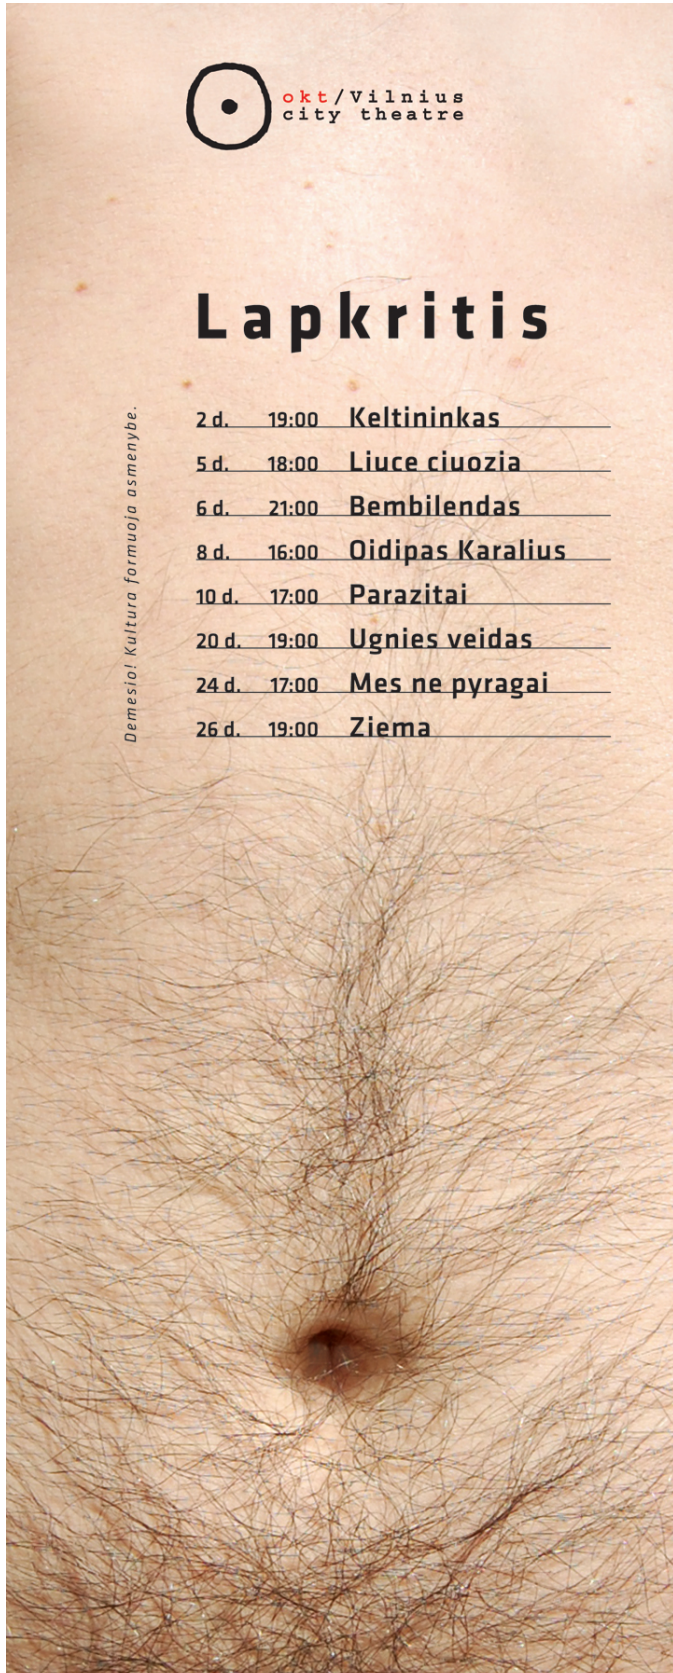 okt/Vilnius
city theatre
Lapkritis
2 d. 19:00 Keltininkas
5 d. 18:00 Liuce ciuozia
6 d. 21:00 Bembilendas
8 d. 16:00 Oidipas Karalius
10 d. 17:00 Parazitai
20 d. 19:00 Ugnies veidas
24 d. 17:00 Mes ne pyragai
26 d. 19:00 Ziema
Demesio! Kultura formuoja asmenybe.